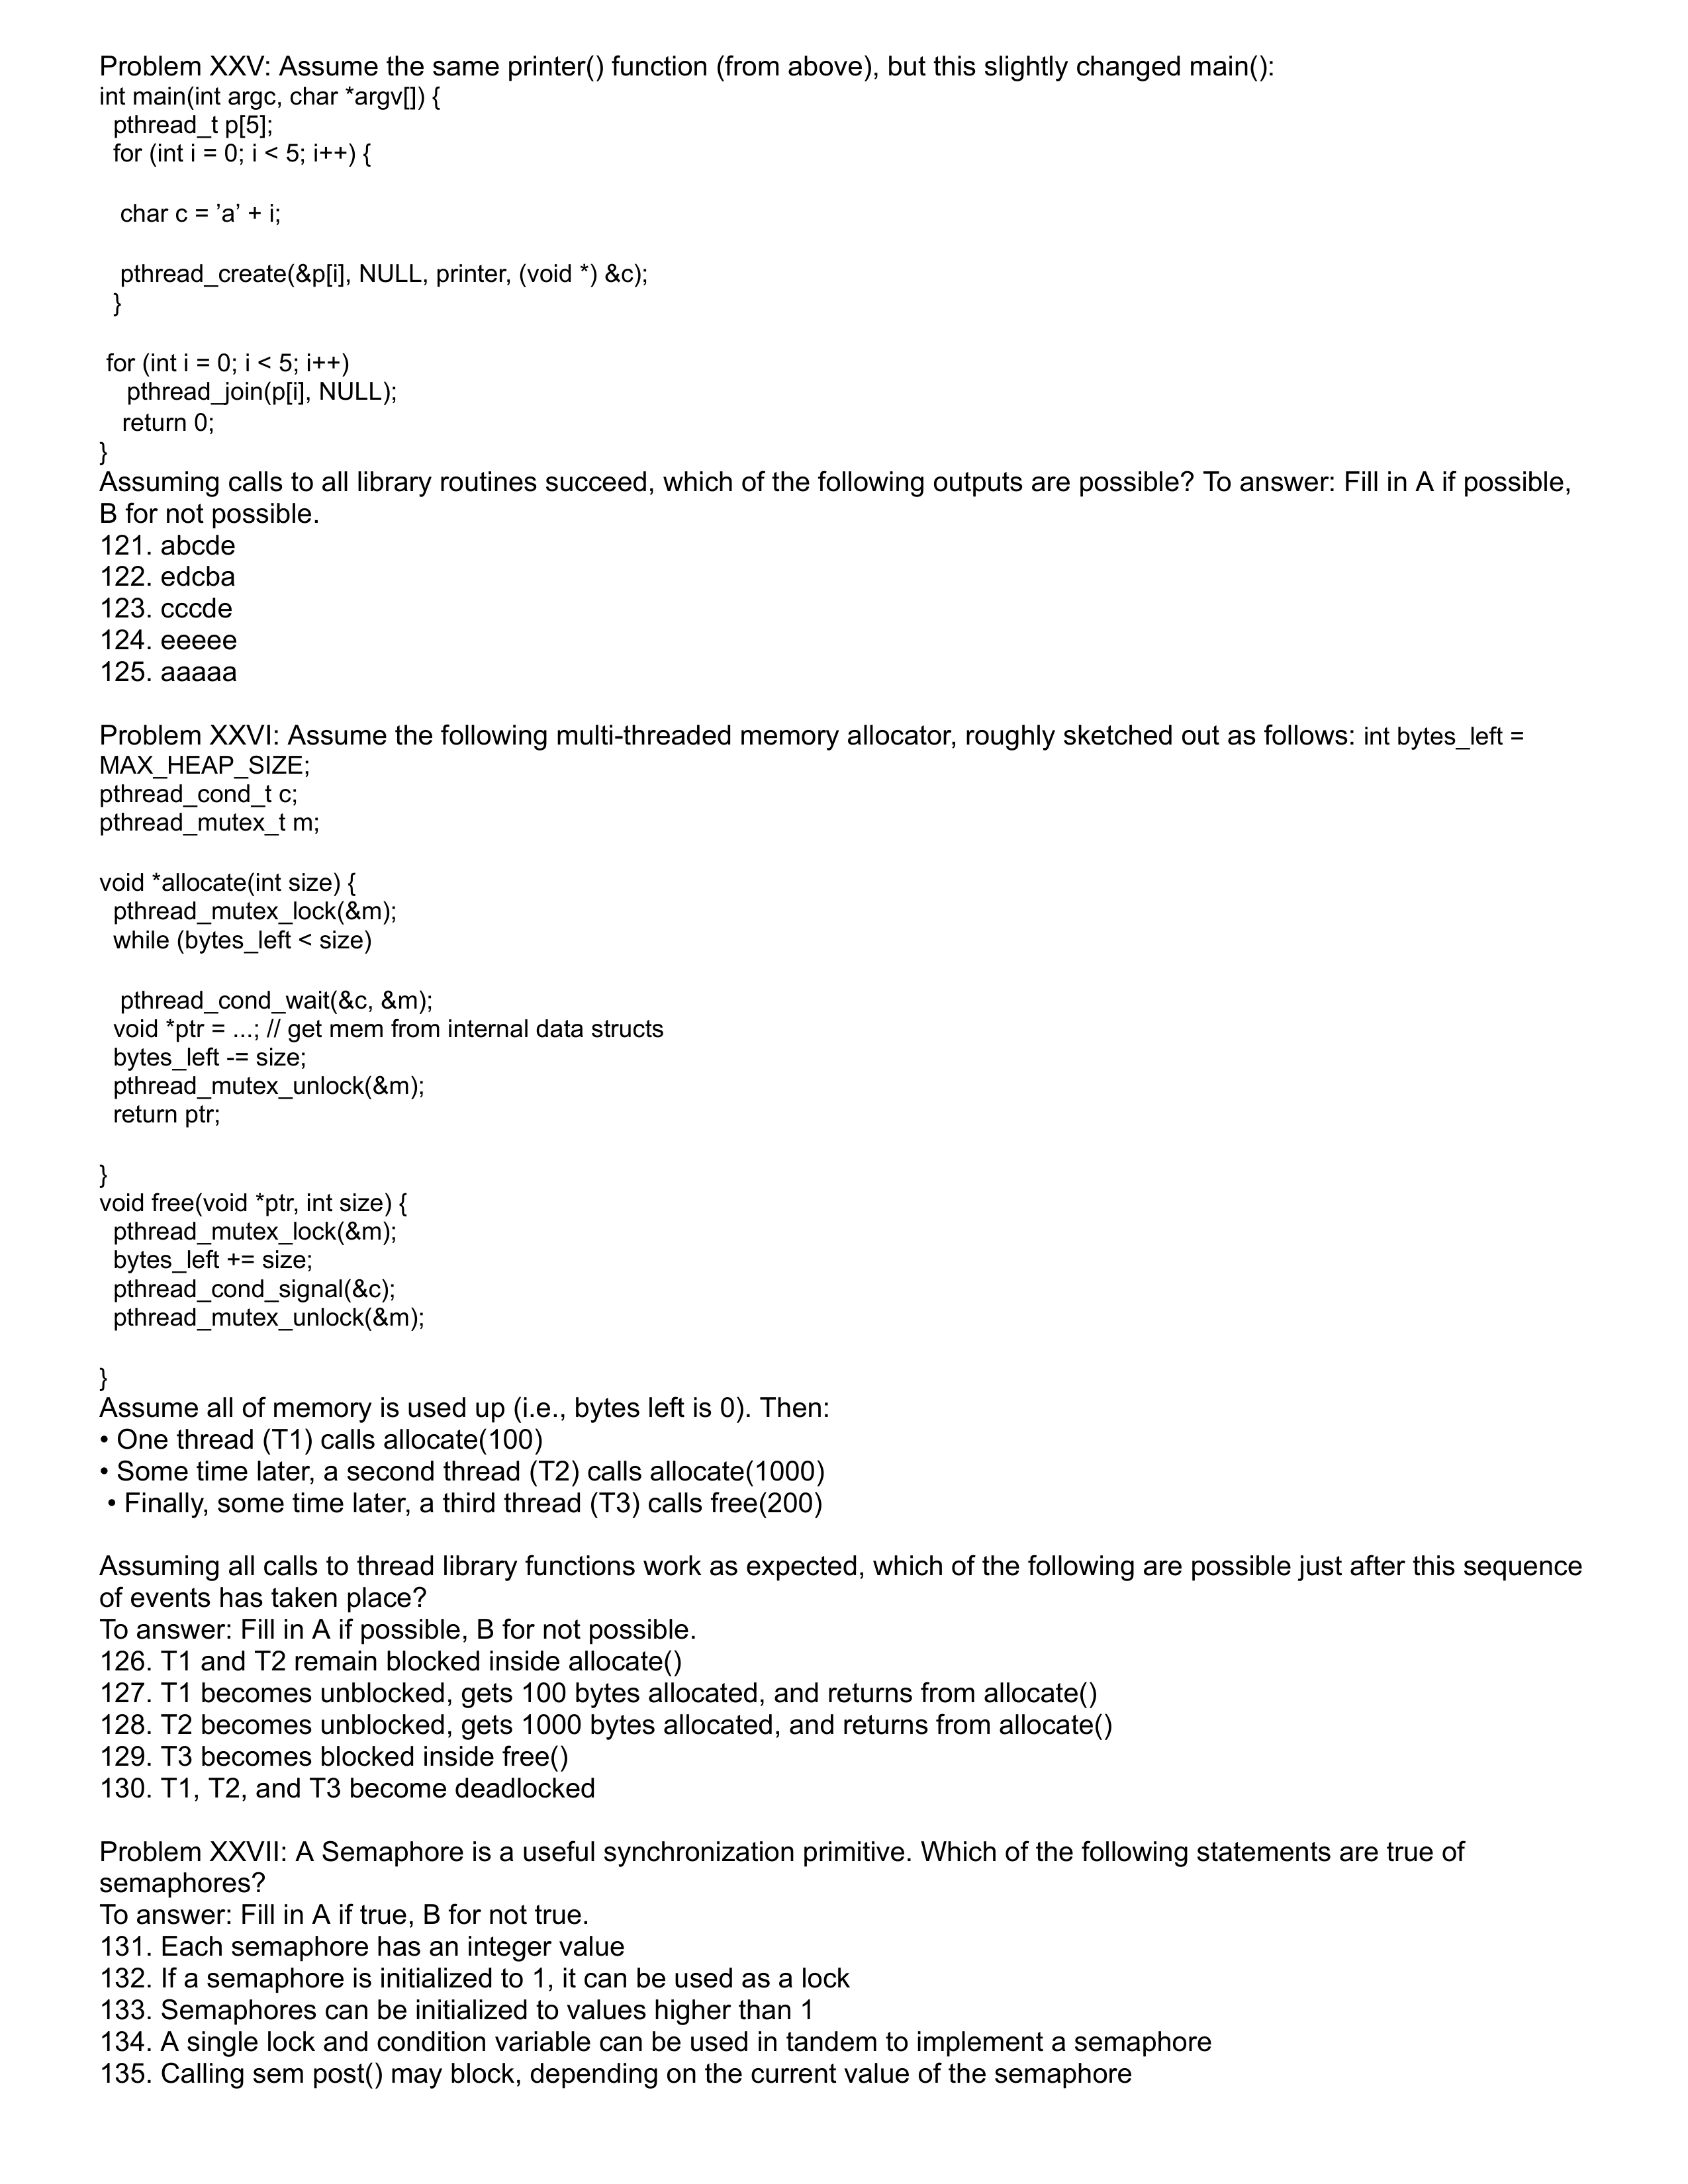 Problem XXV: Assume the same printer() function (from above), but this slightly changed main():
int main(int argc, char *argv[]) {
pthread_t p[5];
for (int i = 0; i < 5; i++) {
char c = ’a’ + i;
pthread_create(&p[i], NULL, printer, (void *) &c);
}
for (int i = 0; i < 5; i++)
pthread_join(p[i], NULL);
return 0;
}
Assuming calls to all library routines succeed, which of the following outputs are possible? To answer: Fill in A if possible,
B for not possible.
121. abcde
122. edcba
123. cccde
124. eeeee
125. aaaaa
Problem XXVI: Assume the following multi-threaded memory allocator, roughly sketched out as follows: int bytes_left =
MAX_HEAP_SIZE;
pthread_cond_t c;
pthread_mutex_t m;
void *allocate(int size) {
pthread_mutex_lock(&m);
while (bytes_left < size)
pthread_cond_wait(&c, &m);
void *ptr = ...; // get mem from internal data structs
bytes_left -= size;
pthread_mutex_unlock(&m);
return ptr;
}
void free(void *ptr, int size) {
pthread_mutex_lock(&m);
bytes_left += size;
pthread_cond_signal(&c);
pthread_mutex_unlock(&m);
}
Assume all of memory is used up (i.e., bytes left is 0). Then:
• One thread (T1) calls allocate(100)
• Some time later, a second thread (T2) calls allocate(1000)
• Finally, some time later, a third thread (T3) calls free(200)
Assuming all calls to thread library functions work as expected, which of the following are possible just after this sequence
of events has taken place?
To answer: Fill in A if possible, B for not possible.
126. T1 and T2 remain blocked inside allocate()
127. T1 becomes unblocked, gets 100 bytes allocated, and returns from allocate()
128. T2 becomes unblocked, gets 1000 bytes allocated, and returns from allocate()
129. T3 becomes blocked inside free()
130. T1, T2, and T3 become deadlocked
Problem XXVII: A Semaphore is a useful synchronization primitive. Which of the following statements are true of
semaphores?
To answer: Fill in A if true, B for not true.
131. Each semaphore has an integer value
132. If a semaphore is initialized to 1, it can be used as a lock
133. Semaphores can be initialized to values higher than 1
134. A single lock and condition variable can be used in tandem to implement a semaphore
135. Calling sem post() may block, depending on the current value of the semaphore